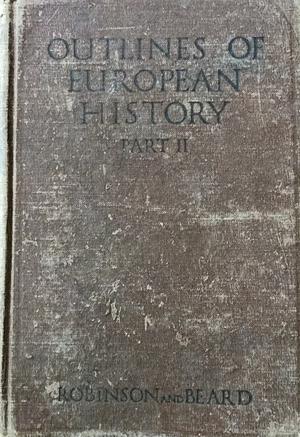 OUTLINES OF
EUROPEAN
HISTORY
PART II
ROBINSON AND BEARD